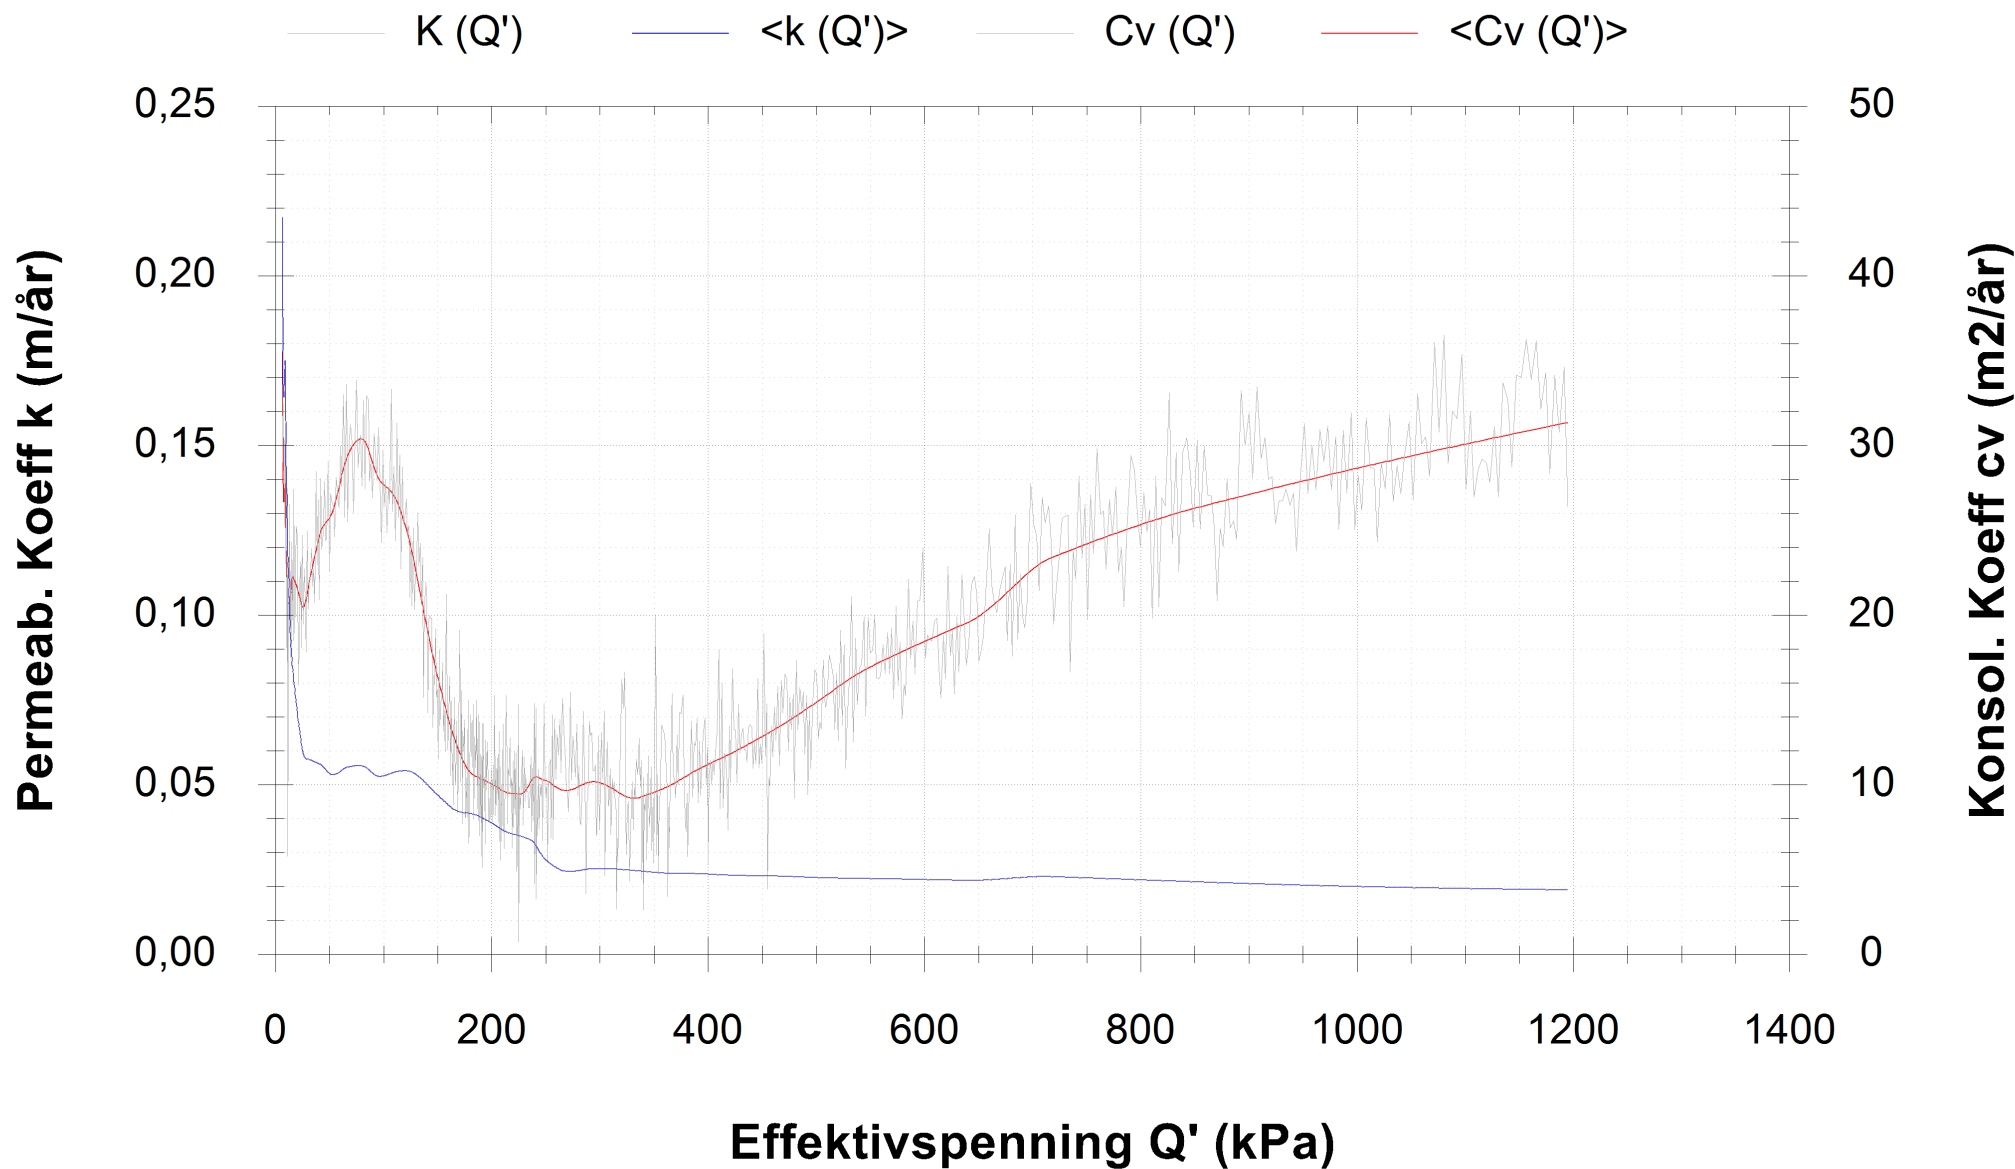 K (Q') <k (Q')> Cv (Q') <Cv (Q')>
0,25 50
0,20 40
0,15 30
0,10 20
0,05 10
0,00 0
0 200 400 600 800 1000 1200 1400
Permeab. Koeff k (m/år)
Konsol. Koeff cv (m2/år)
Effektivspenning Q' (kPa)